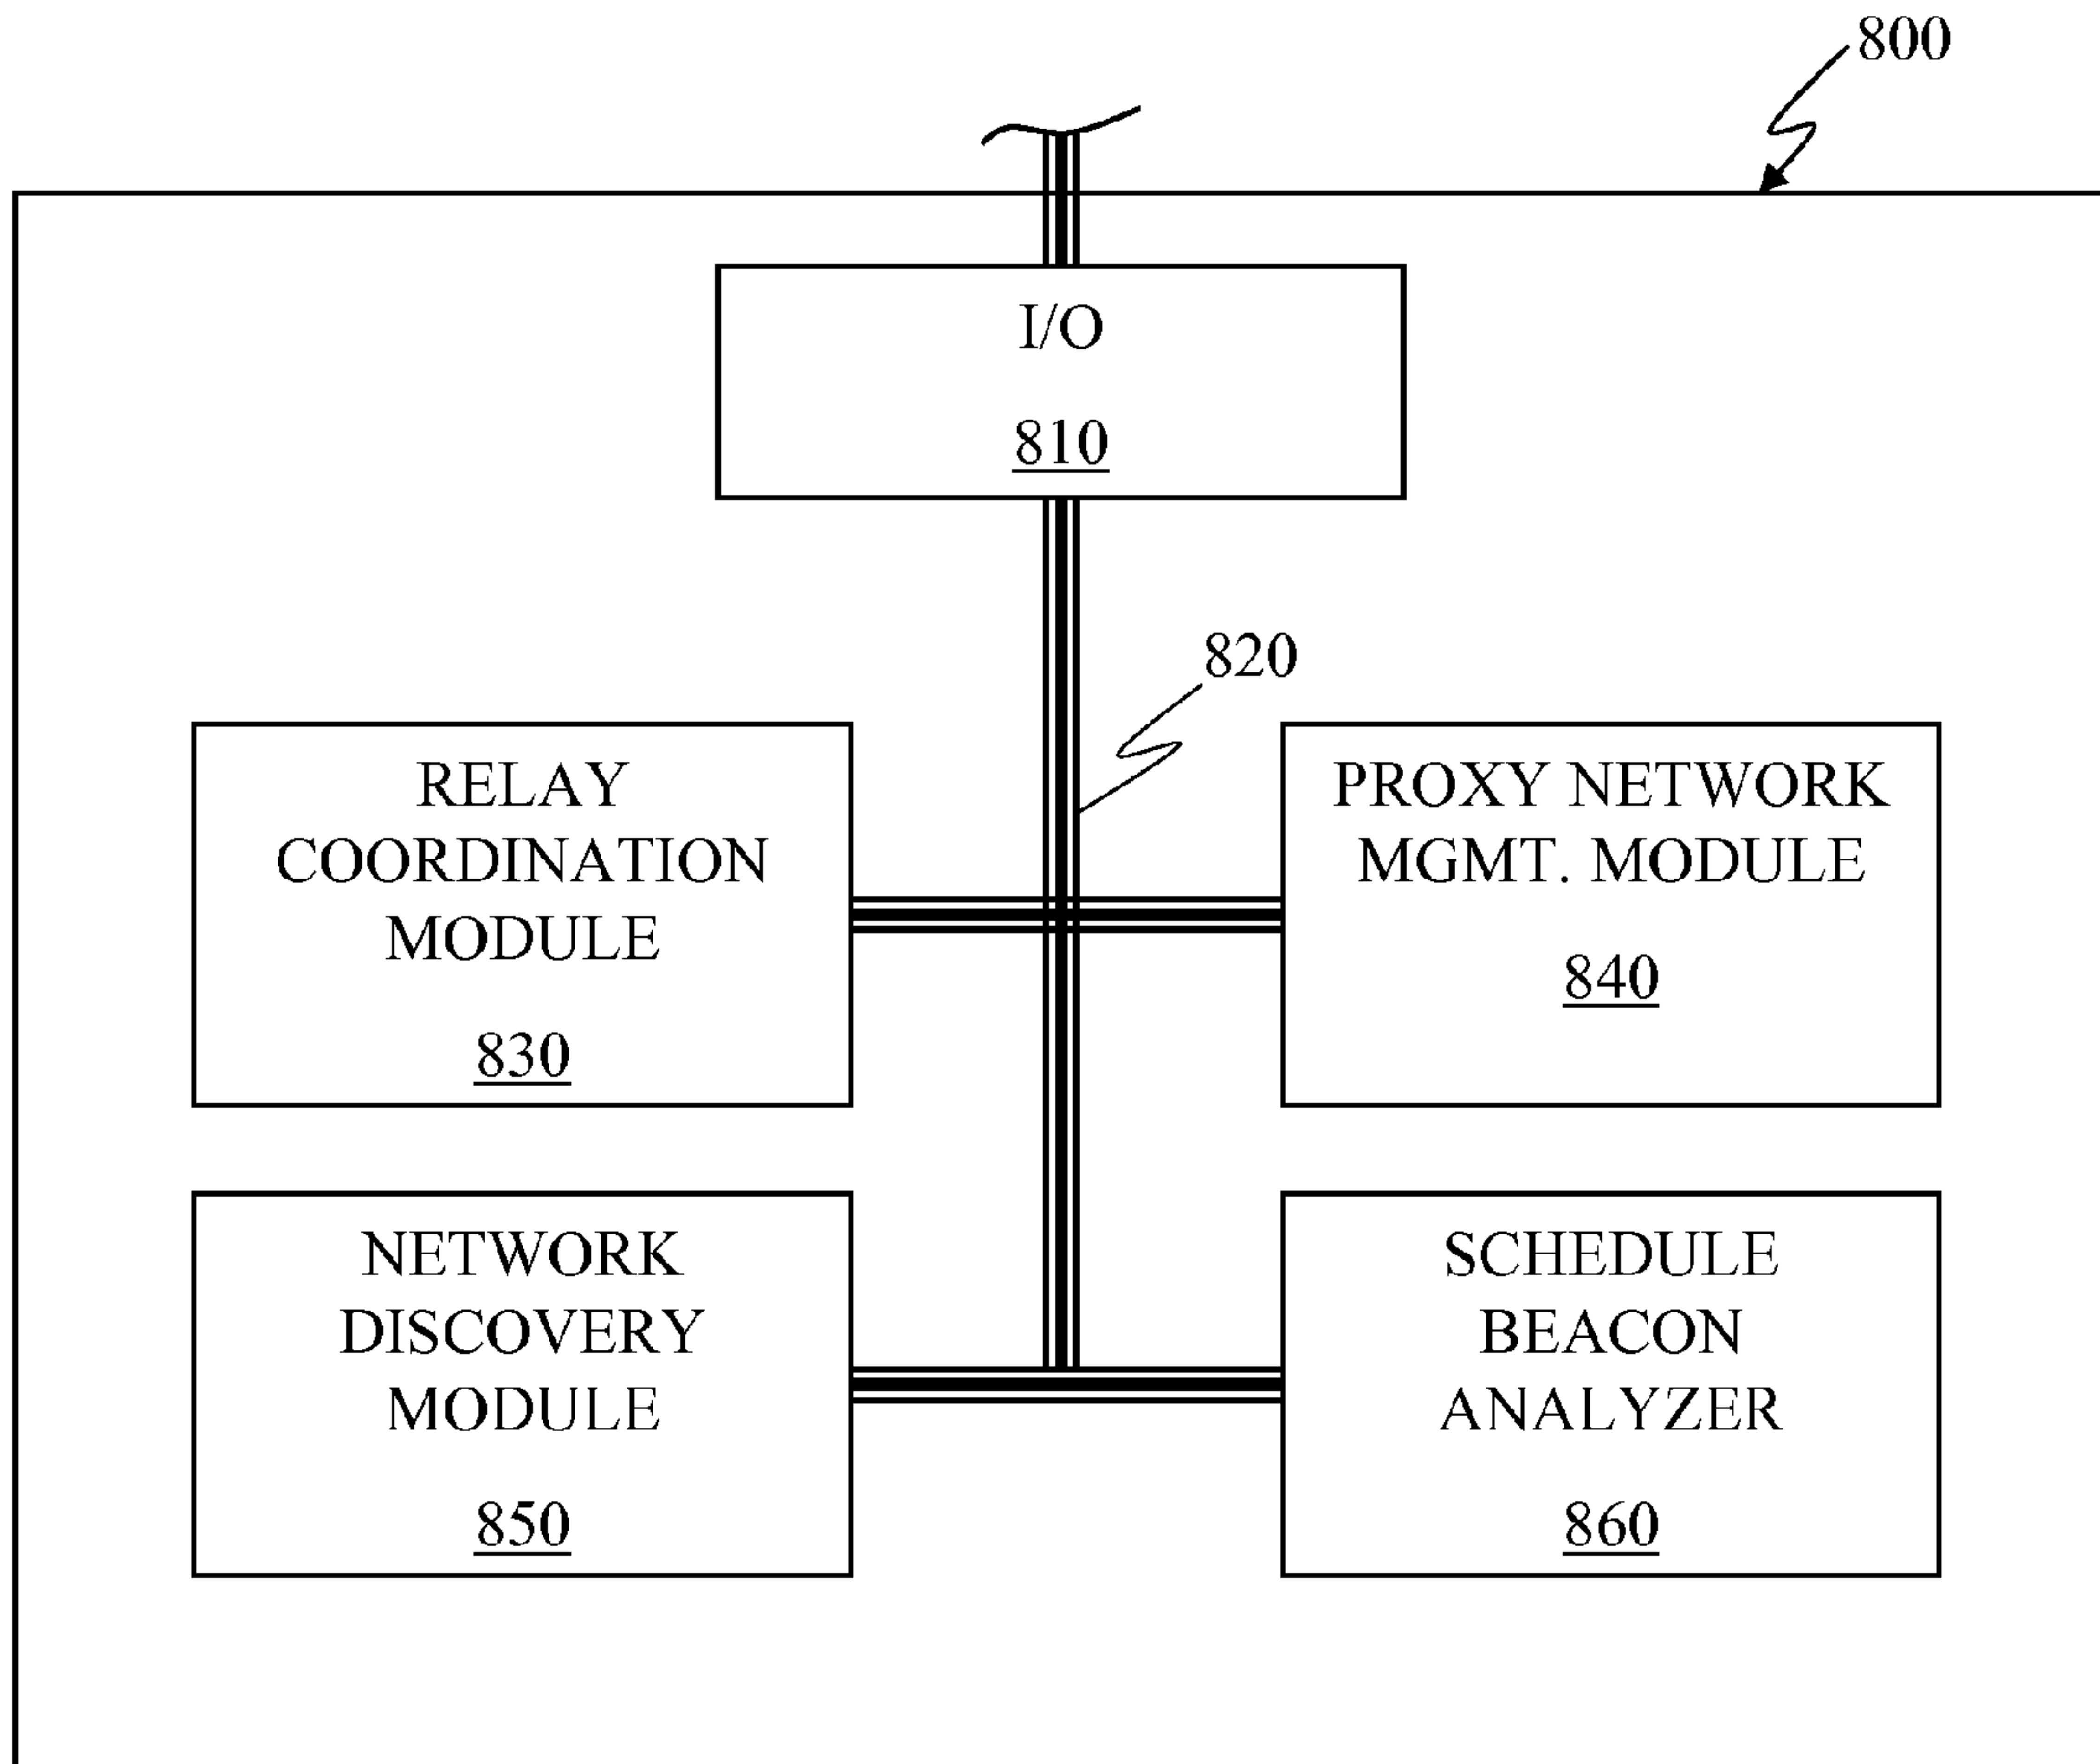 800
I/O
810
820
RELAY
COORDINATION
MODULE
830
PROXY NETWORK
MGMT. MODULE
840
NETWORK
DISCOVERY
MODULE
850
SCHEDULE
BEACON
ANALYZER
860